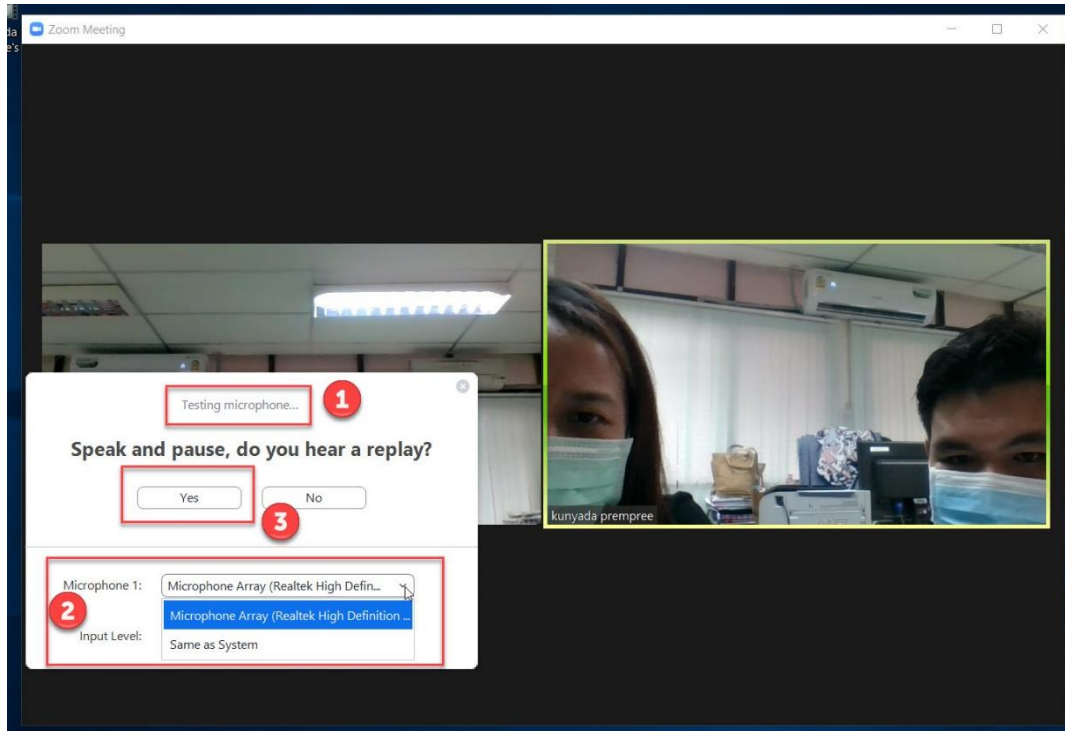 da
e's
Zoom Meeting
Testing microphone...
1
Speak and pause, do you hear a replay?
Yes
No
3
kunyada prempree
Microphone 1:
Microphone Array (Realtek High Defin...
2
Microphone Array (Realtek High Definition ...
Input Level:
Same as System